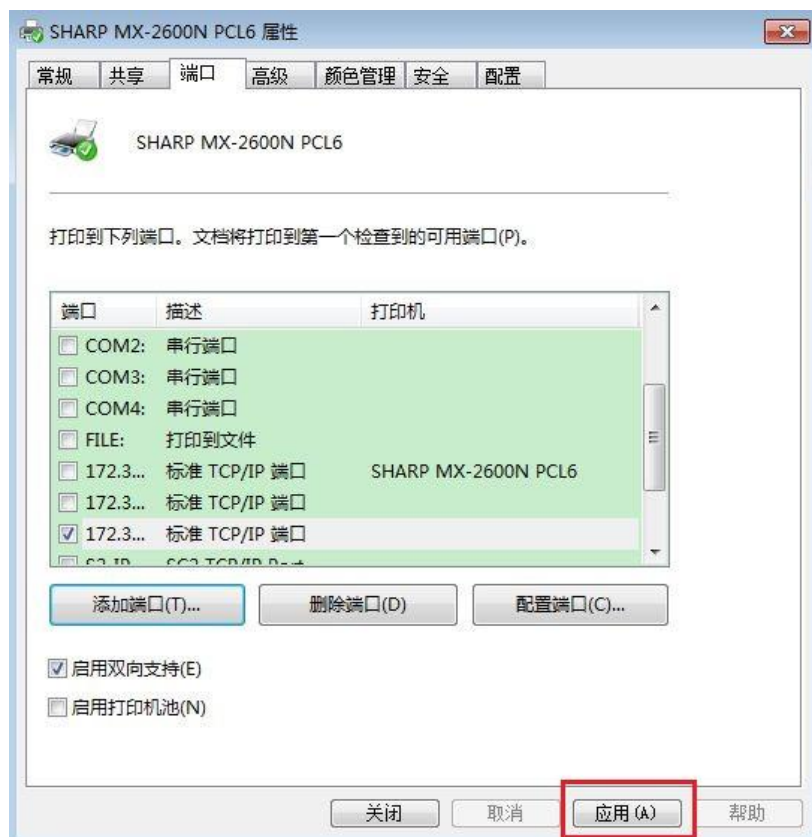 SHARP MX-2600N PCL6 属性
常规 共享 端口 高级 颜色管理 安全 配置
SHARP MX-2600N PCL6
打印到下列端口。文档将打印到第一个检查到的可用端口(P)。
端口 描述 打印机
COM2: 串行端口
COM3: 串行端口
COM4: 串行端口
FILE: 打印到文件
172.3... 标准 TCP/IP 端口 SHARP MX-2600N PCL6
172.3... 标准 TCP/IP 端口
172.3... 标准 TCP/IP 端口
添加端口(T)... 删除端口(D) 配置端口(C)...
启用双向支持(E)
启用打印机池(N)
关闭 取消 应用(A) 帮助